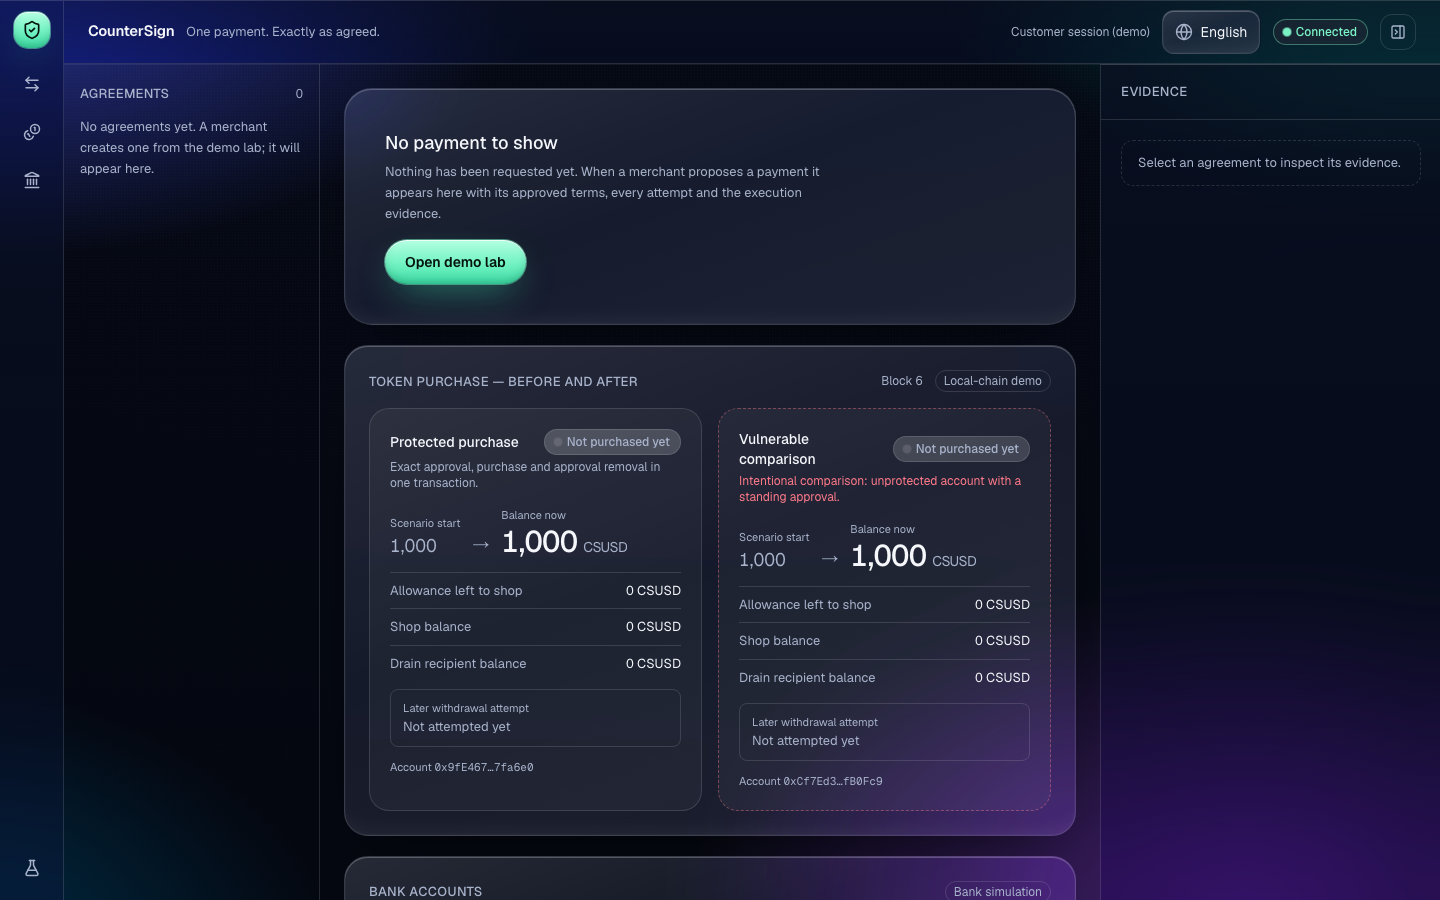 CounterSign
One payment. Exactly as agreed.
Customer session (demo)
English
Connected
AGREEMENTS
0
No agreements yet. A merchant
creates one from the demo lab; it will
appear here.
No payment to show
Nothing has been requested yet. When a merchant proposes a payment it
appears here with its approved terms, every attempt and the execution
evidence.
Open demo lab
EVIDENCE
Select an agreement to inspect its evidence.
TOKEN PURCHASE — BEFORE AND AFTER
Block 6
Local-chain demo
Protected purchase
Not purchased yet
Exact approval, purchase and approval removal in
one transaction.
Scenario start
1,000
→
Balance now
1,000 CSUSD
Allowance left to shop
0 CSUSD
Shop balance
0 CSUSD
Drain recipient balance
0 CSUSD
Later withdrawal attempt
Not attempted yet
Account 0x9fE467…7fa6e0
Vulnerable
comparison
Not purchased yet
Intentional comparison: unprotected account with a
standing approval.
Scenario start
1,000
→
Balance now
1,000 CSUSD
Allowance left to shop
0 CSUSD
Shop balance
0 CSUSD
Drain recipient balance
0 CSUSD
Later withdrawal attempt
Not attempted yet
Account 0xCf7Ed3…fB0Fc9
BANK ACCOUNTS
Bank simulation